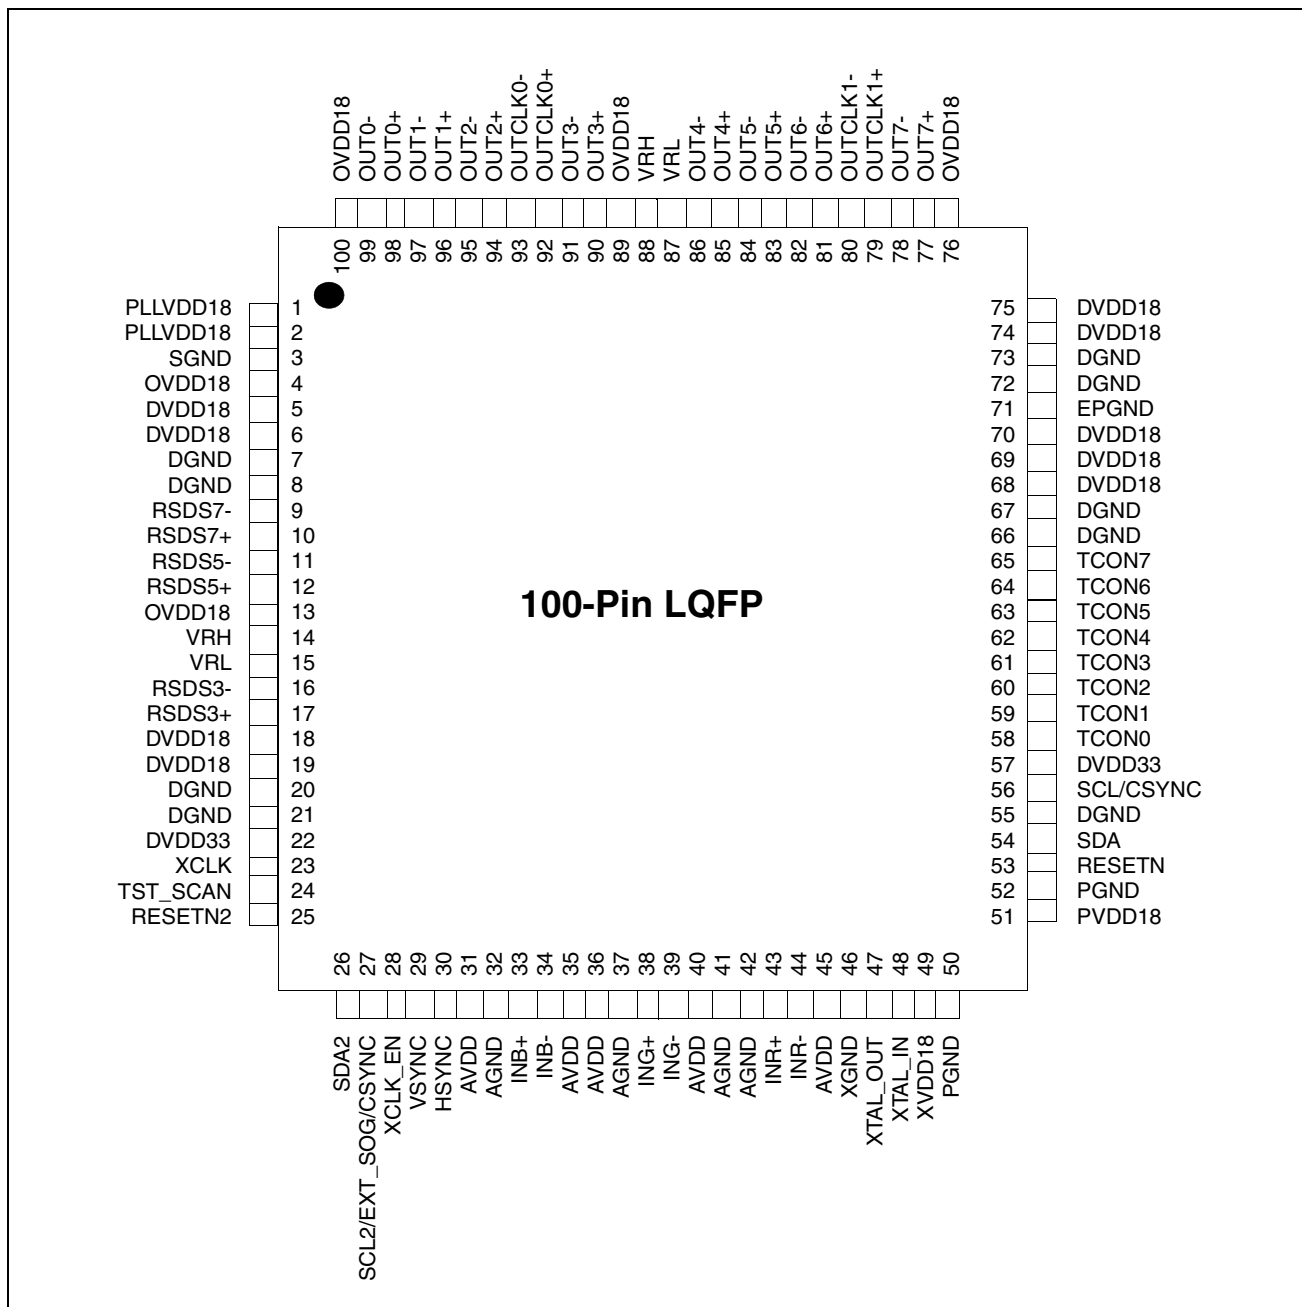 OVDD18
OUT0-
OUT0+
OUT1-
OUT1+
OUT2-
OUT2+
OUTCLK0-
OUTCLK0+
OUT3-
OUT3+
OVDD18
VRH
VRL
OUT4-
OUT4+
OUT5-
OUT5+
OUT6-
OUT6+
OUTCLK1-
OUTCLK1+
OUT7-
OUT7+
OVDD18
100
99
98
97
96
95
94
93
92
91
90
89
88
87
86
85
84
83
82
81
80
79
78
77
76
PLLVDD18 1
PLLVDD18 2
SGND 3
OVDD18 4
DVDD18 5
DVDD18 6
DGND 7
DGND 8
RSDS7- 9
RSDS7+ 10
RSDS5- 11
RSDS5+ 12
OVDD18 13
VRH 14
VRL 15
RSDS3- 16
RSDS3+ 17
DVDD18 18
DVDD18 19
DGND 20
DGND 21
DVDD33 22
XCLK 23
TST_SCAN 24
RESETN2 25
100-Pin LQFP
75 DVDD18
74 DVDD18
73 DGND
72 DGND
71 EPGND
70 DVDD18
69 DVDD18
68 DVDD18
67 DGND
66 DGND
65 TCON7
64 TCON6
63 TCON5
62 TCON4
61 TCON3
60 TCON2
59 TCON1
58 TCON0
57 DVDD33
56 SCL/CSYNC
55 DGND
54 SDA
53 RESETN
52 PGND
51 PVDD18
26
27
28
29
30
31
32
33
34
35
36
37
38
39
40
41
42
43
44
45
46
47
48
49
50
SDA2
SCL2/EXT_SOG/CSYNC
XCLK_EN
VSYNC
HSYNC
AVDD
AGND
INB+
INB-
AVDD
AVDD
AGND
ING+
ING-
AVDD
AGND
AGND
INR+
INR-
AVDD
XGND
XTAL_OUT
XTAL_IN
XVDD18
PGND